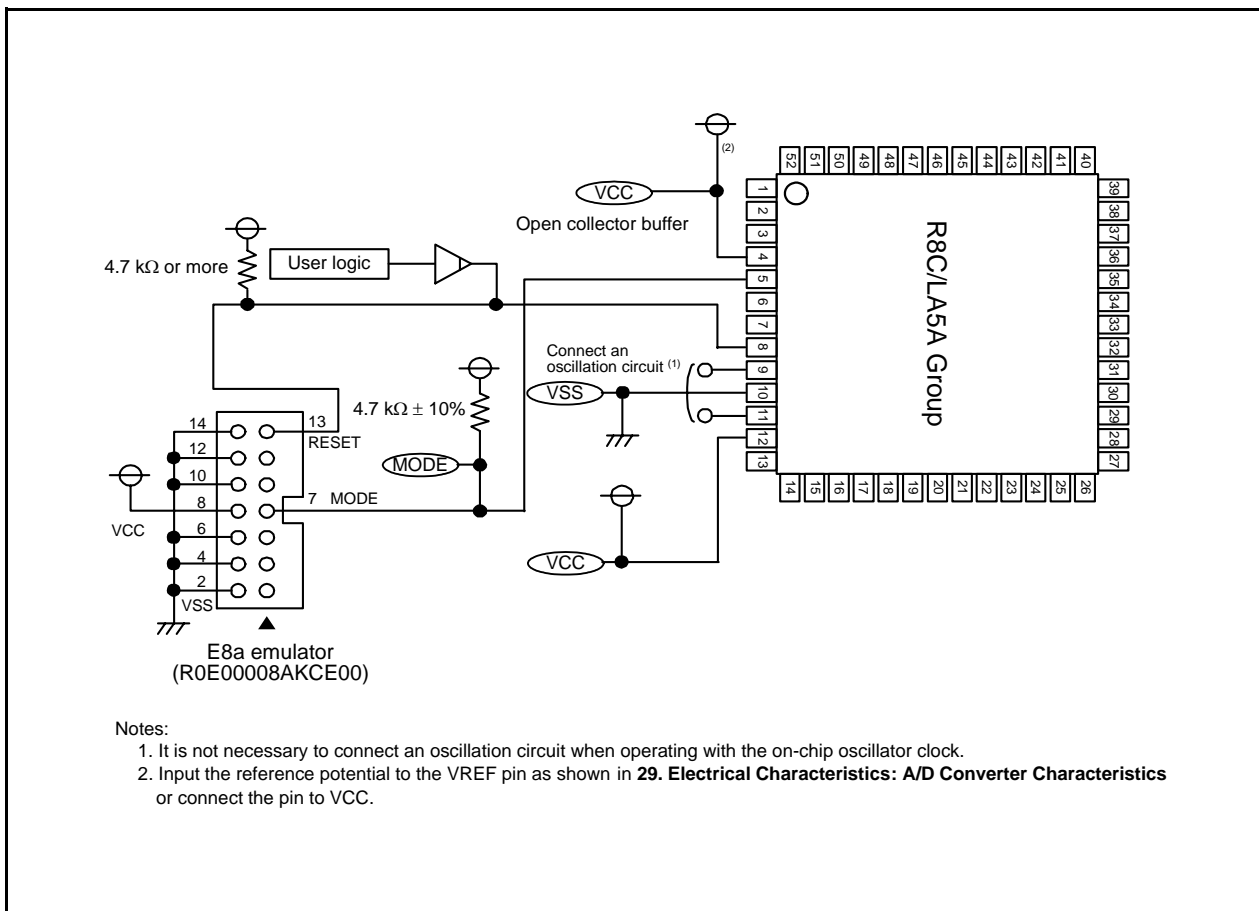 (2)
VCC
Open collector buffer
4.7 kΩ or more
User logic
Connect an
oscillation circuit (1)
VSS
4.7 kΩ ± 10%
MODE
VCC
14
12
10
8
6
4
2
VCC
VSS
13
RESET
7 MODE
E8a emulator
(R0E00008AKCE00)
52 51 50 49 48 47 46 45 44 43 42 41 40
1
2
3
4
5
6
7
8
9
10
11
12
13
R8C/LA5A Group
39
38
37
36
35
34
33
32
31
30
29
28
27
14 15 16 17 18 19 20 21 22 23 24 25 26
Notes:
1. It is not necessary to connect an oscillation circuit when operating with the on-chip oscillator clock.
2. Input the reference potential to the VREF pin as shown in 29. Electrical Characteristics: A/D Converter Characteristics
or connect the pin to VCC.